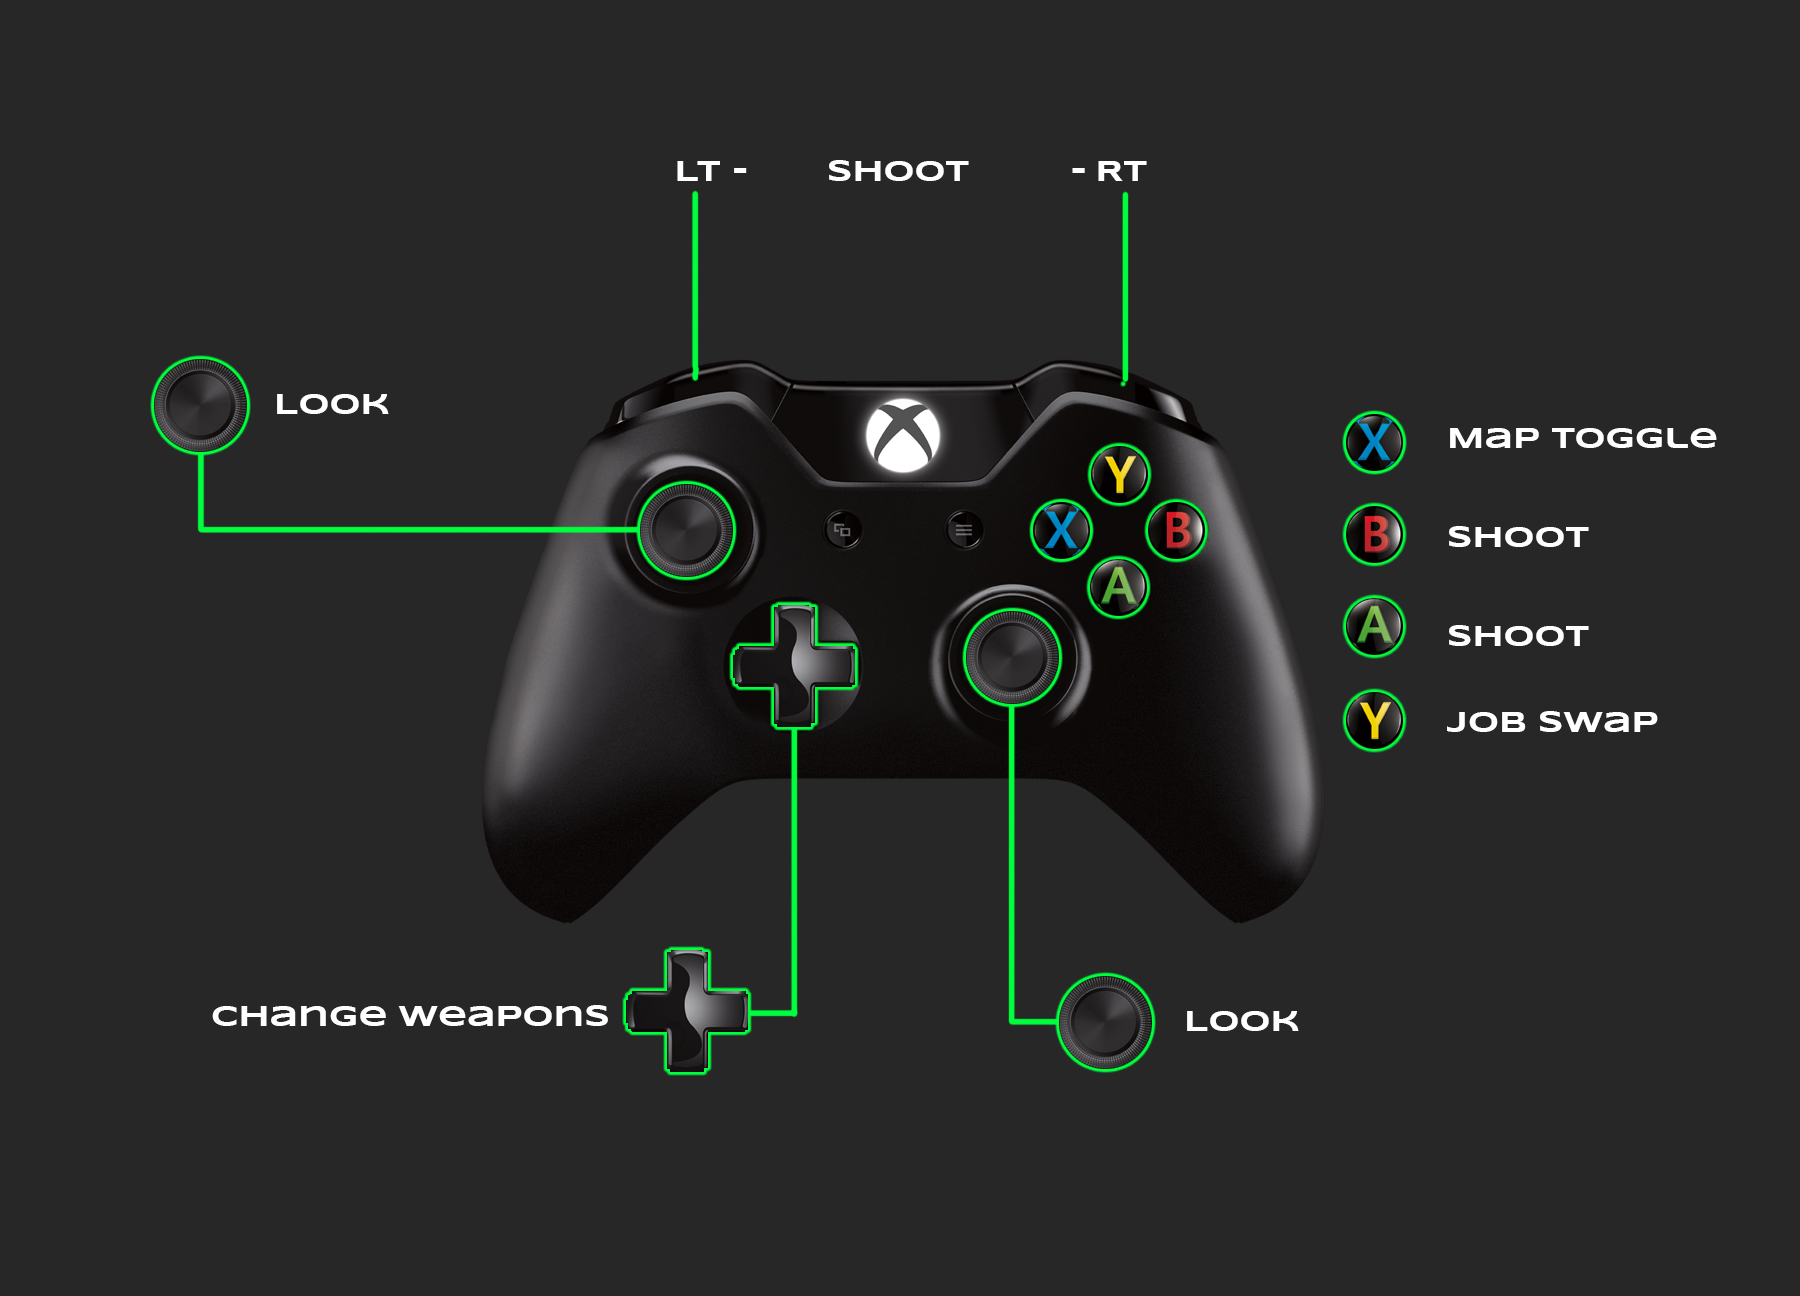 LT - SHOOT - RT
LOOK
Y
X B
A
X MAP TOGGLE
B SHOOT
A SHOOT
Y JOB SWAP
CHANGE WEAPONS
LOOK